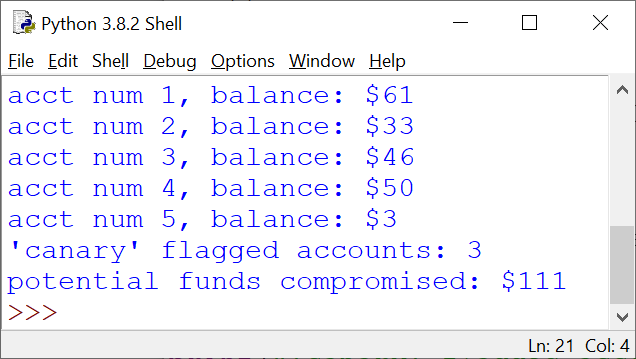 Python 3.8.2 Shell
File Edit Shell Debug Options Window Help
acct num 1, balance: $61
acct num 2, balance: $33
acct num 3, balance: $46
acct num 4, balance: $50
acct num 5, balance: $3
'canary' flagged accounts: 3
potential funds compromised: $111
>>>
Ln: 21 Col: 4